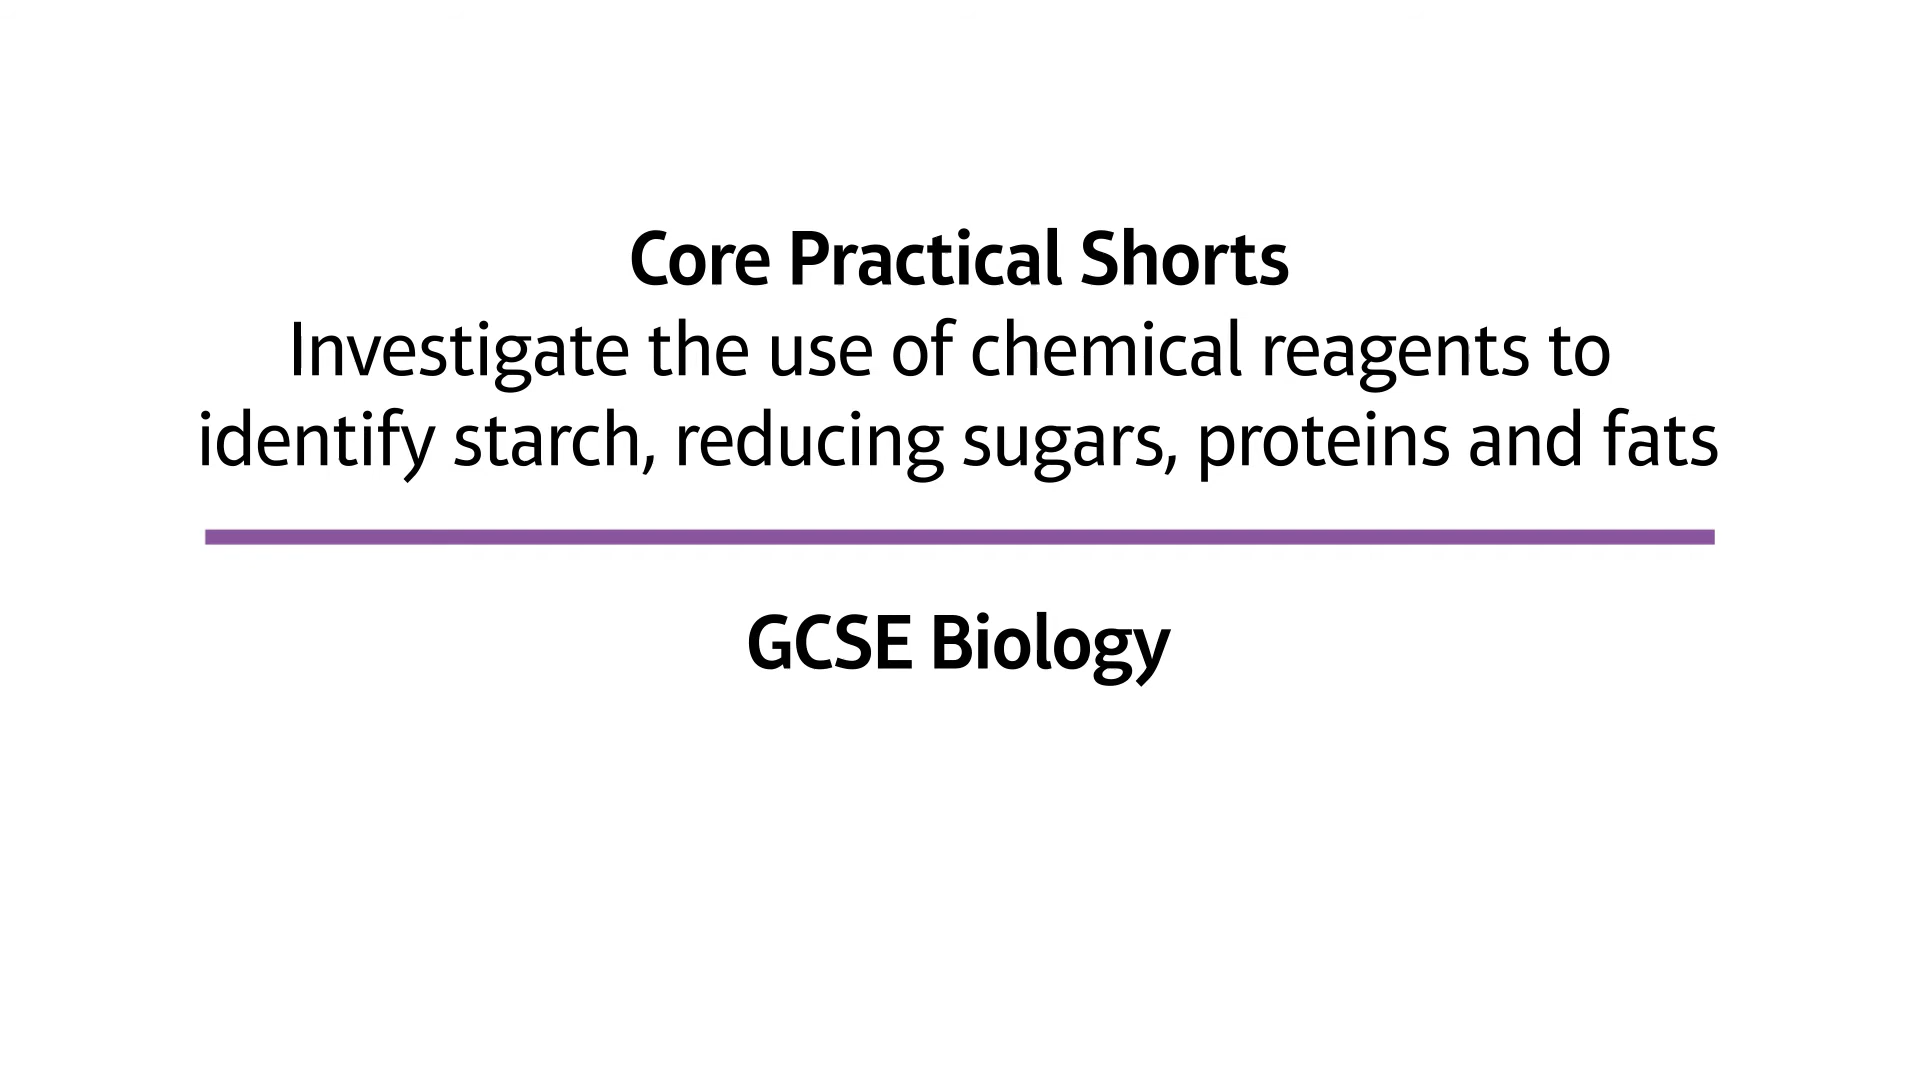 Core Practical Shorts
Investigate the use of chemical reagents to
identify starch, reducing sugars, proteins and fats
GCSE Biology